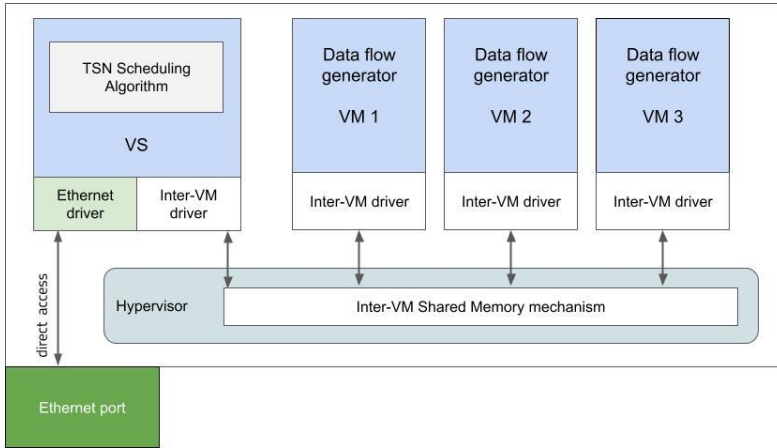 TSN Scheduling
Algorithm
VS
Ethernet
driver
Inter-VM
driver
Data flow
generator
VM 1
Inter-VM driver
Data flow
generator
VM 2
Inter-VM driver
Data flow
generator
VM 3
Inter-VM driver
direct access
Hypervisor
Inter-VM Shared Memory mechanism
Ethernet port